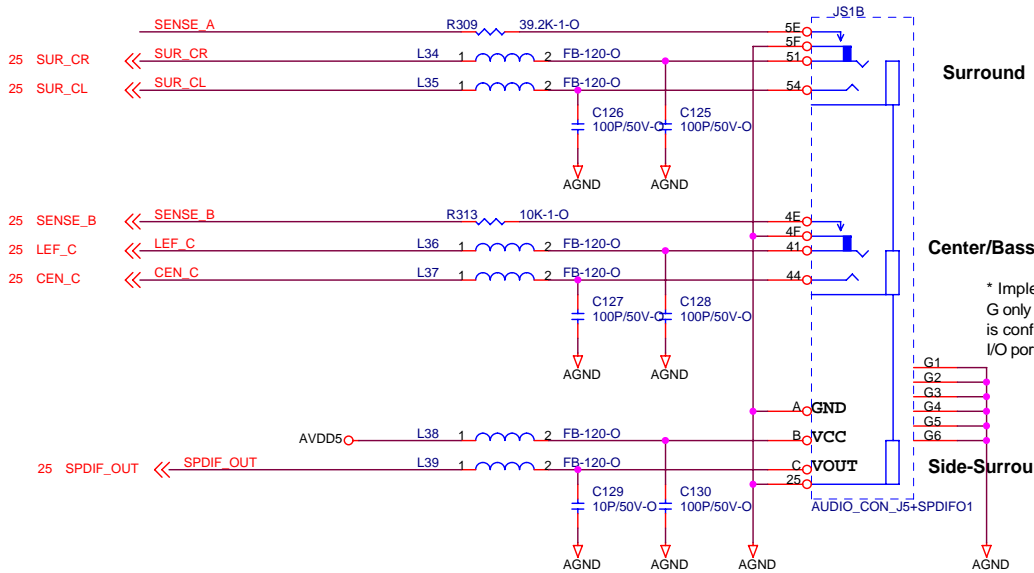 JS1B
SENSE_A R309 39.2K-1-O 5E
5F
25 SUR_CR SUR_CR L34 1 2 FB-120-O 51
25 SUR_CL SUR_CL L35 1 2 FB-120-O 54
Surround
C126 C125
100P/50V-O 100P/50V-O
AGND AGND
25 SENSE_B SENSE_B R313 10K-1-O 4E
4F
25 LEF_C LEF_C L36 1 2 FB-120-O 41
Center/Bass
25 CEN_C CEN_C L37 1 2 FB-120-O 44
* Imple
G only
is conf
I/O por
C127 C128
100P/50V-O 100P/50V-O
AGND AGND
G1
G2
G3
G4
G5
G6
A GND
AVDD5 L38 1 2 FB-120-O B VCC
25 SPDIF_OUT SPDIF_OUT L39 1 2 FB-120-O C VOUT
25
Side-Surrou
C129 C130
10P/50V-O 100P/50V-O
AUDIO_CON_J5+SPDIFO1
AGND AGND AGND AGND